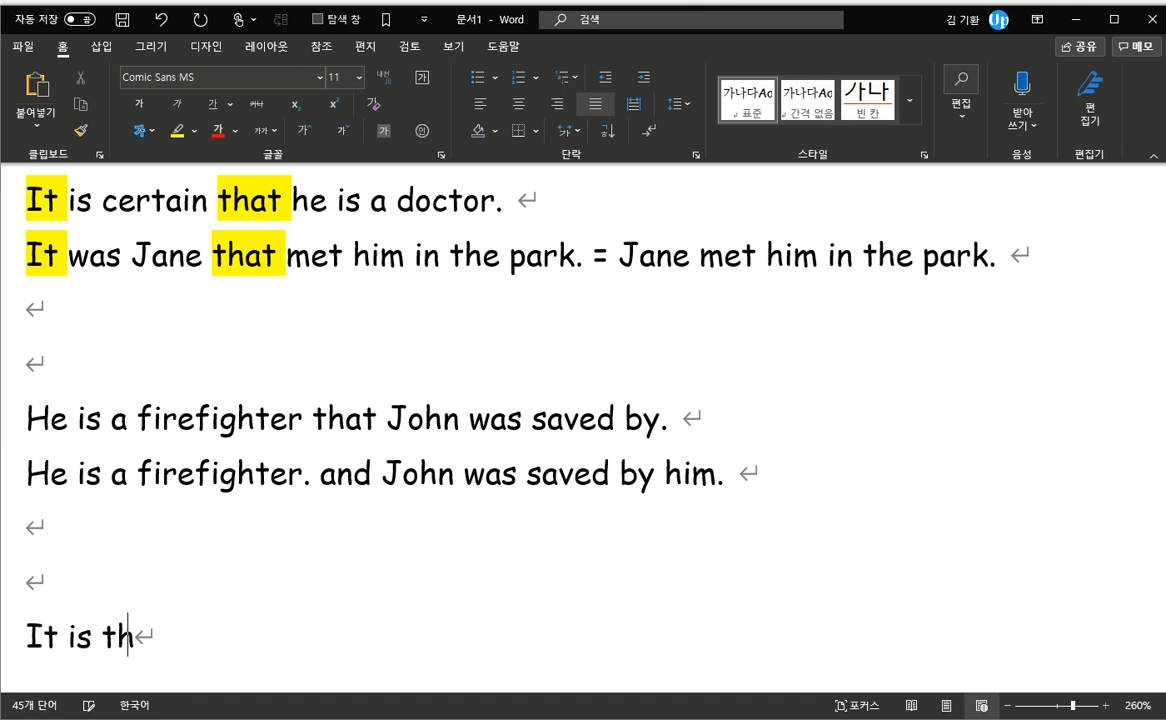 자동 저장 끔 탐색 창 문서1 - Word 검색 김 기환 Up
파일 홈 삽입 그리기 디자인 레이아웃 참조 편지 검토 보기 도움말 공유 메모
붙여넣기 Comic Sans MS 11 가나다Aa 표준 가나다Aa 간격 없음 가나 빈 칸 편집 받아쓰기 편집기
클립보드 글꼴 단락 스타일 음성 편집기
It is certain that he is a doctor.
It was Jane that met him in the park. = Jane met him in the park.
He is a firefighter that John was saved by.
He is a firefighter. and John was saved by him.
It is th
45개 단어 한국어 포커스 260%